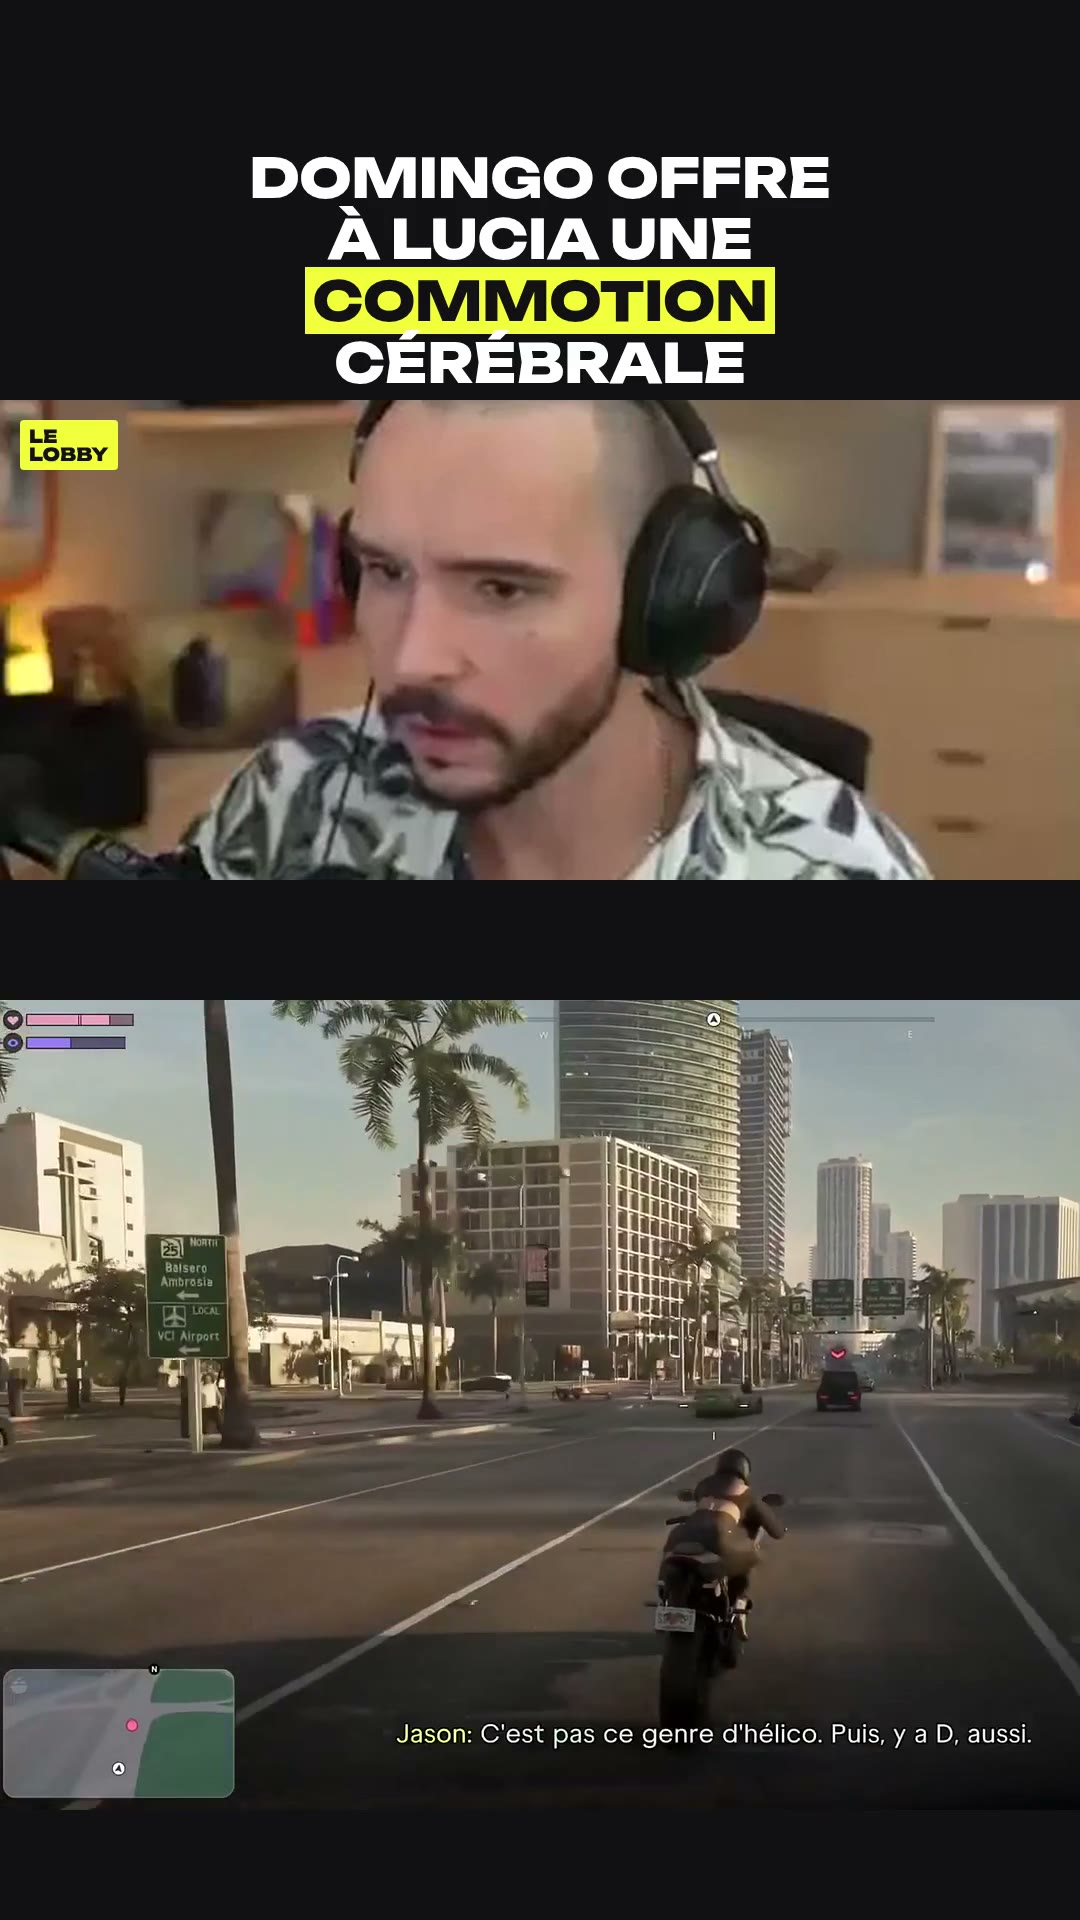 DOMINGO OFFRE
À LUCIA UNE
COMMOTION
CÉRÉBRALE
LE
LOBBY
W
N
E
25 NORTH
Balsero
Ambrosia
LOCAL
VCI Airport
N
Jason: C'est pas ce genre d'hélico. Puis, y a D, aussi.